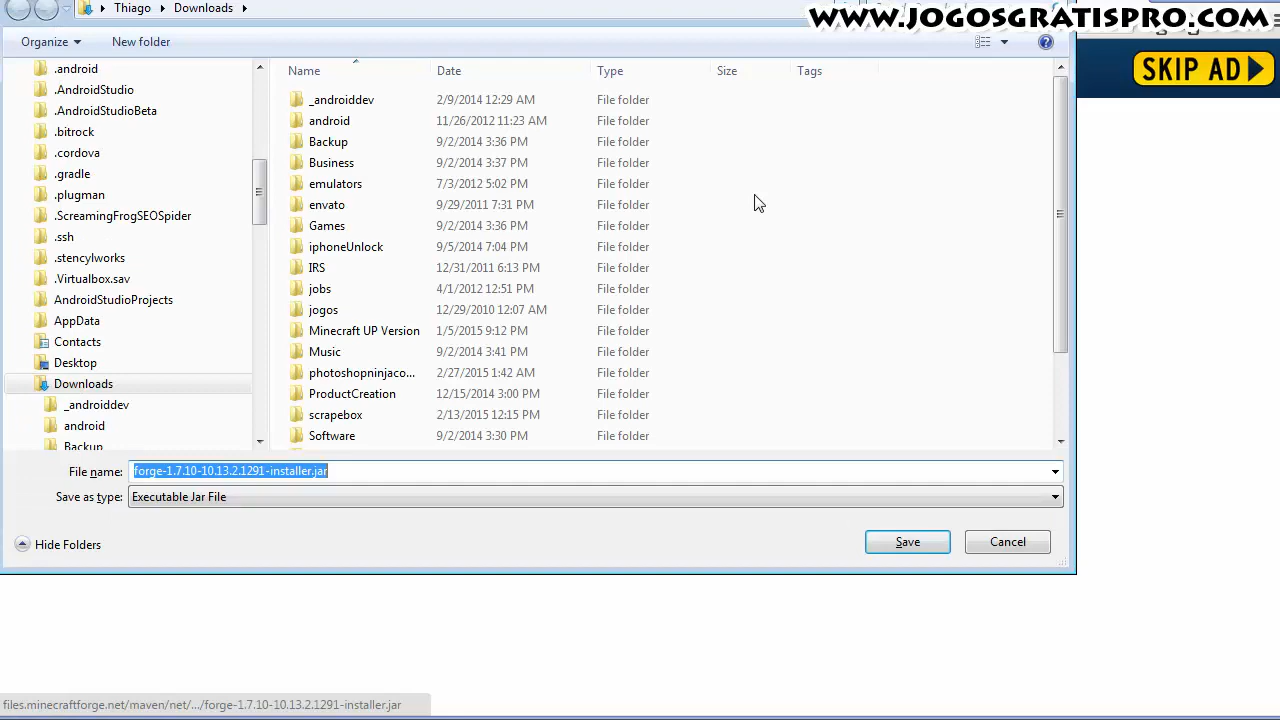 Thiago Downloads
WWW.JOGOSGRATISPRO.COM
Organize New folder
SKIP AD
.android
.AndroidStudio
.AndroidStudioBeta
.bitrock
.cordova
.gradle
.plugman
.ScreamingFrogSEOSpider
.ssh
.stencylworks
.Virtualbox.sav
AndroidStudioProjects
AppData
Contacts
Desktop
Downloads
_androiddev
android
Backup
Name Date Type Size Tags
_androiddev 2/9/2014 12:29 AM File folder
android 11/26/2012 11:23 AM File folder
Backup 9/2/2014 3:36 PM File folder
Business 9/2/2014 3:37 PM File folder
emulators 7/3/2012 5:02 PM File folder
envato 9/29/2011 7:31 PM File folder
Games 9/2/2014 3:36 PM File folder
iphoneUnlock 9/5/2014 7:04 PM File folder
IRS 12/31/2011 6:13 PM File folder
jobs 4/1/2012 12:51 PM File folder
jogos 12/29/2010 12:07 AM File folder
Minecraft UP Version 1/5/2015 9:12 PM File folder
Music 9/2/2014 3:41 PM File folder
photoshopninjaco... 2/27/2015 1:42 AM File folder
ProductCreation 12/15/2014 3:00 PM File folder
scrapebox 2/13/2015 12:15 PM File folder
Software 9/2/2014 3:30 PM File folder
File name: forge-1.7.10-10.13.2.1291-installer.jar
Save as type: Executable Jar File
Hide Folders Save Cancel
files.minecraftforge.net/maven/net/.../forge-1.7.10-10.13.2.1291-installer.jar